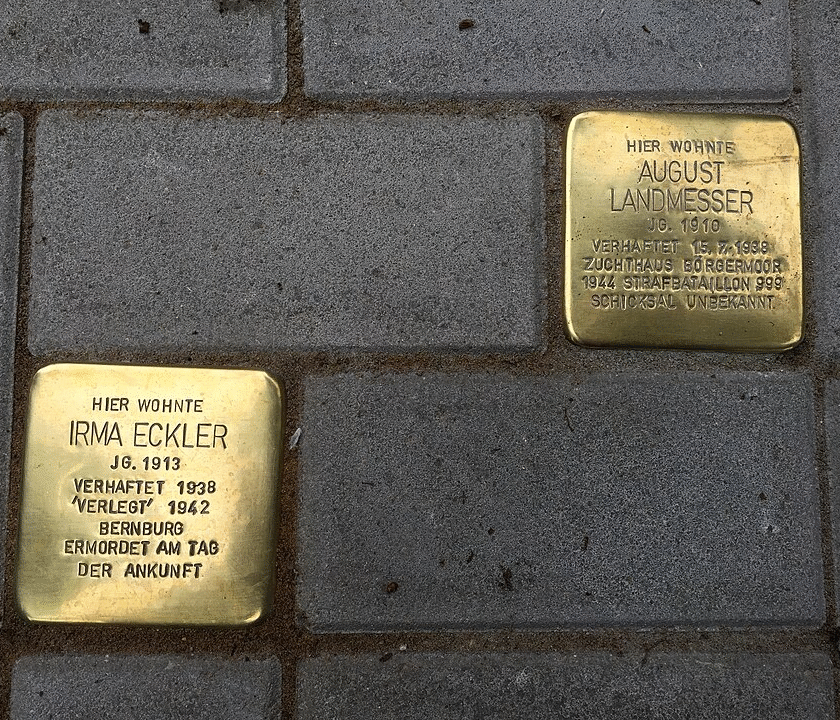 HIER WOHNTE
IRMA ECKLER
JG. 1913
VERHAFTET 1938
'VERLEGT' 1942
BERNBURG
ERMORDET AM TAG
DER ANKUNFT
HIER WOHNTE
AUGUST
LANDMESSER
JG. 1910
VERHAFTET 15.7.1938
ZUCHTHAUS BÖRGERMOOR
1944 STRAFBATAILLON 999
SCHICKSAL UNBEKANNT